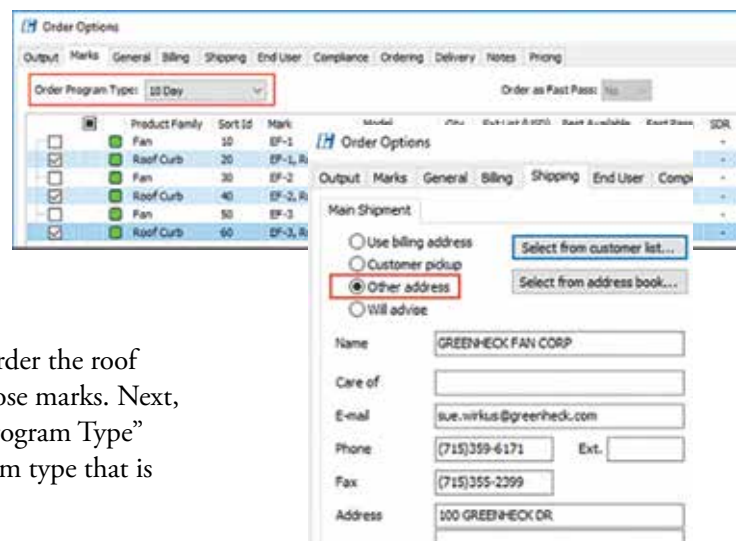 Order Options
Output Marks General Billing Shipping End User Compliance Ordering Delivery Notes Pricing
Order Program Type: 10 Day Order as Fast Pass: No
Product Family Sort Id Mark Model Qty SDR
Fan 10 EF-1 -
Roof Curb 20 EF-1, R -
Fan 30 EF-2 -
Roof Curb 40 EF-2, R -
Fan 50 EF-3 -
Roof Curb 60 EF-3, R -
Order Options
Output Marks General Billing Shipping End User Comp
Main Shipment
Use billing address Select from customer list...
Customer pickup
Other address Select from address book...
Will advise
Name GREENHECK FAN CORP
Care of
E-mail sue.wirkus@greenheck.com
Phone (715)359-6171 Ext.
Fax (715)355-2399
Address 100 GREENHECK DR
rder the roof
ose marks. Next,
rogram Type”
m type that is